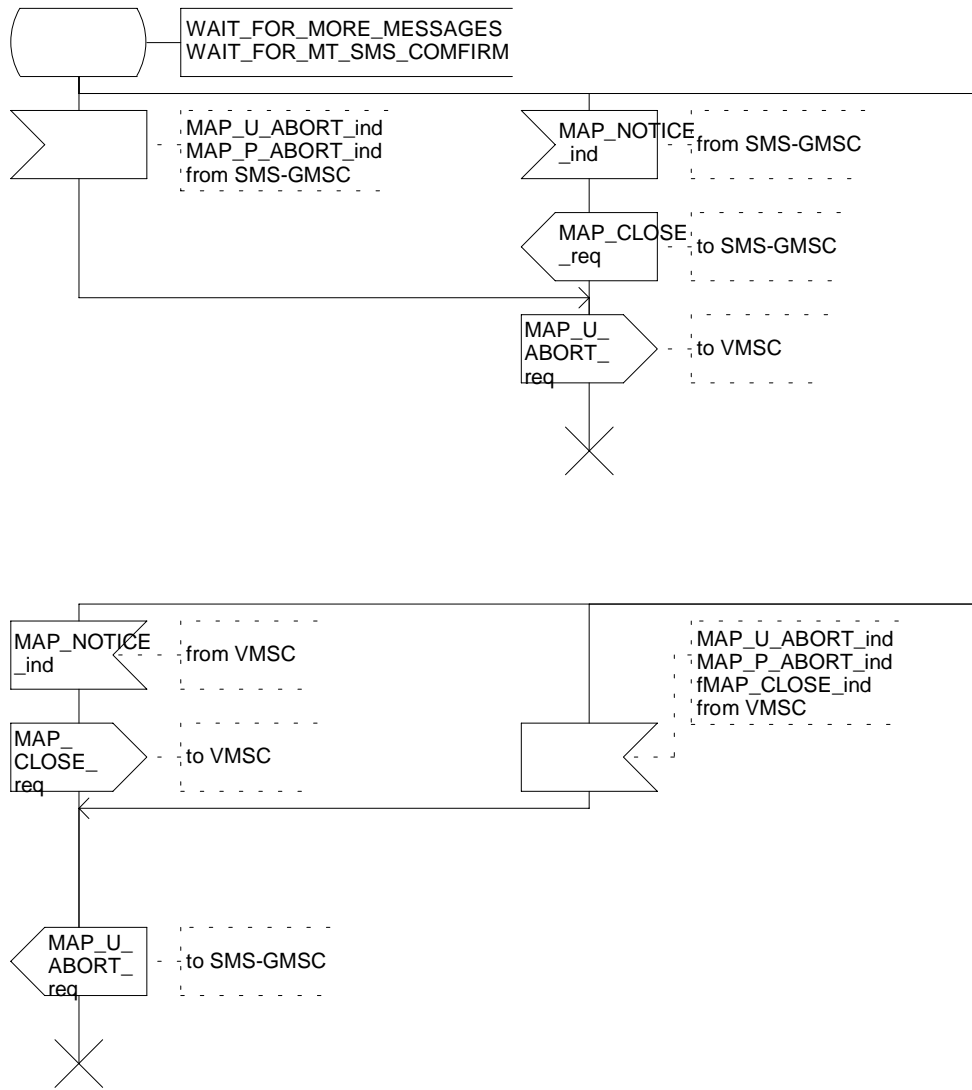 WAIT_FOR_MORE_MESSAGES
WAIT_FOR_MT_SMS_COMFIRM
MAP_U_ABORT_ind
MAP_P_ABORT_ind
from SMS-GMSC
MAP_NOTICE
_ind
from SMS-GMSC
MAP_CLOSE
_req
to SMS-GMSC
MAP_U_
ABORT_
req
to VMSC
MAP_NOTICE
_ind
from VMSC
MAP_U_ABORT_ind
MAP_P_ABORT_ind
fMAP_CLOSE_ind
from VMSC
MAP_
CLOSE_
req
to VMSC
MAP_U_
ABORT_
req
to SMS-GMSC